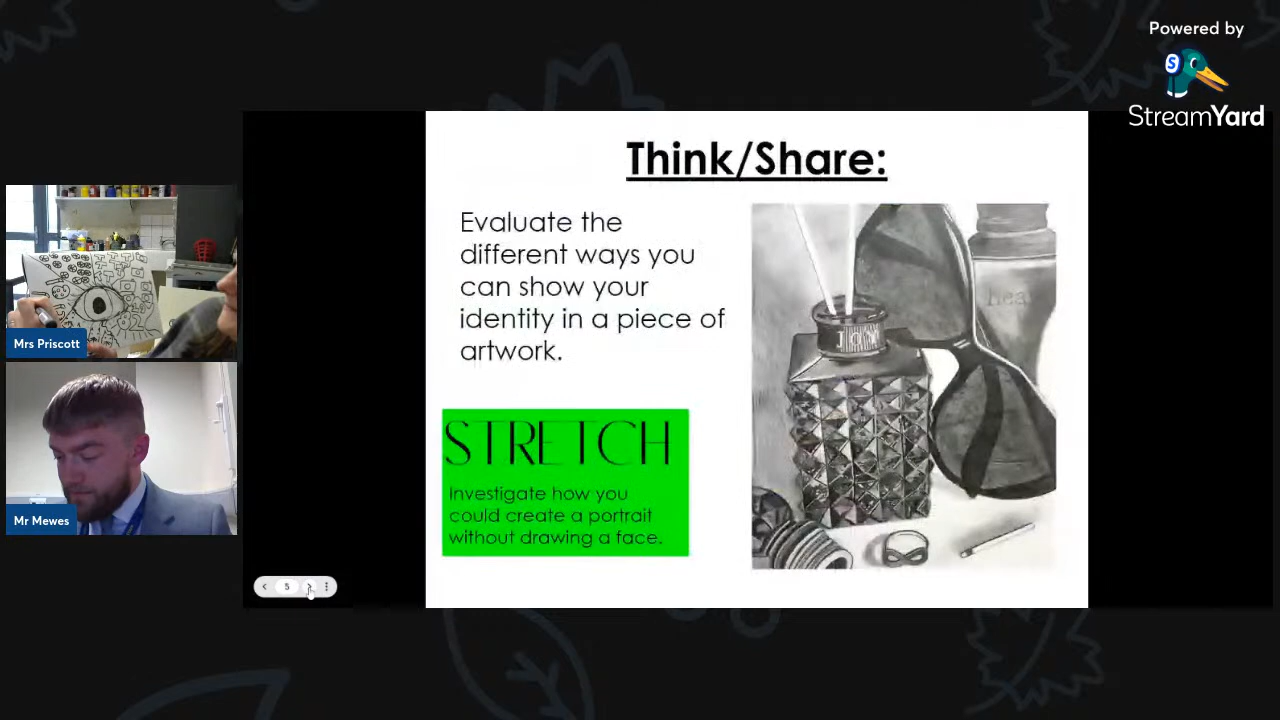 Powered by
S
StreamYard
Think/Share:
Evaluate the
different ways you
can show your
identity in a piece of
artwork.
STRETCH
Investigate how you
could create a portrait
without drawing a face.
Mrs Priscott
Mr Mewes
5